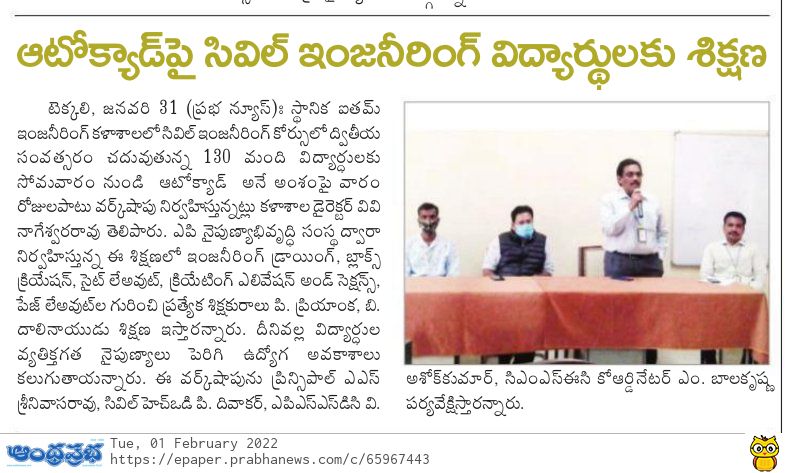 ఆటోక్యాడ్‌పై సివిల్ ఇంజనీరింగ్ విద్యార్థులకు శిక్షణ
టెక్కలి, జనవరి 31 (ప్రభ న్యూస్): స్థానిక ఐతమ్
ఇంజనీరింగ్ కళాశాలలో సివిల్ ఇంజనీరింగ్ కోర్సులో ద్వితీయ
సంవత్సరం చదువుతున్న 130 మంది విద్యార్థులకు
సోమవారం నుండి ఆటోక్యాడ్ అనే అంశంపై వారం
రోజులపాటు వర్క్‌షాపు నిర్వహిస్తున్నట్లు కళాశాల డైరెక్టర్ వివి
నాగేశ్వరరావు తెలిపారు. ఎపి నైపుణ్యాభివృద్ధి సంస్థ ద్వారా
నిర్వహిస్తున్న ఈ శిక్షణలో ఇంజనీరింగ్ డ్రాయింగ్, బ్లాక్స్
క్రియేషన్, సైట్ లేఅవుట్, క్రియేటింగ్ ఎలివేషన్ అండ్ సెక్షన్స్,
పేజ్ లేఅవుట్‌ల గురించి ప్రత్యేక శిక్షకురాలు పి. ప్రియాంక, బి.
దాలినాయుడు శిక్షణ ఇస్తారన్నారు. దీనివల్ల విద్యార్థుల
వ్యక్తిగత నైపుణ్యాలు పెరిగి ఉద్యోగ అవకాశాలు
కలుగుతాయన్నారు. ఈ వర్క్‌షాపును ప్రిన్సిపాల్ ఎఎస్
శ్రీనివాసరావు, సివిల్ హెచ్ఒడి పి. దివాకర్, ఎపిఎస్ఎస్‌డిసి వి.
అశోక్‌కుమార్, సిఎంఎస్ఈసి కోఆర్డినేటర్ ఎం. బాలకృష్ణ
పర్యవేక్షిస్తారన్నారు.
ఆంధ్రప్రభ
Tue, 01 February 2022
https://epaper.prabhanews.com/c/65967443